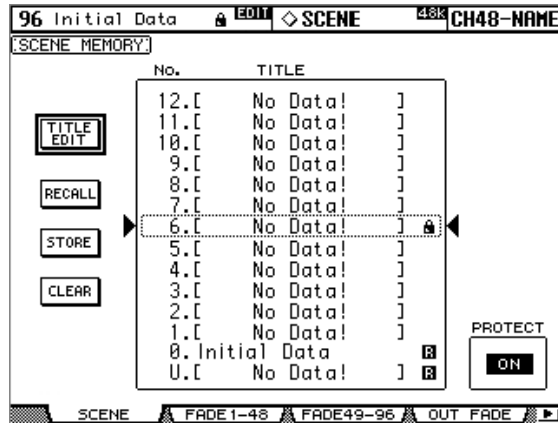 96 Initial Data EDIT ◇SCENE 48K CH48-NAME
SCENE MEMORY
No. TITLE
12.[ No Data! ]
11.[ No Data! ]
10.[ No Data! ]
9.[ No Data! ]
8.[ No Data! ]
7.[ No Data! ]
6.[ No Data! ]
5.[ No Data! ]
4.[ No Data! ]
3.[ No Data! ]
2.[ No Data! ]
1.[ No Data! ]
0.Initial Data R
U.[ No Data! ] R
TITLE
EDIT
RECALL
STORE
CLEAR
PROTECT
ON
SCENE FADE1-48 FADE49-96 OUT FADE